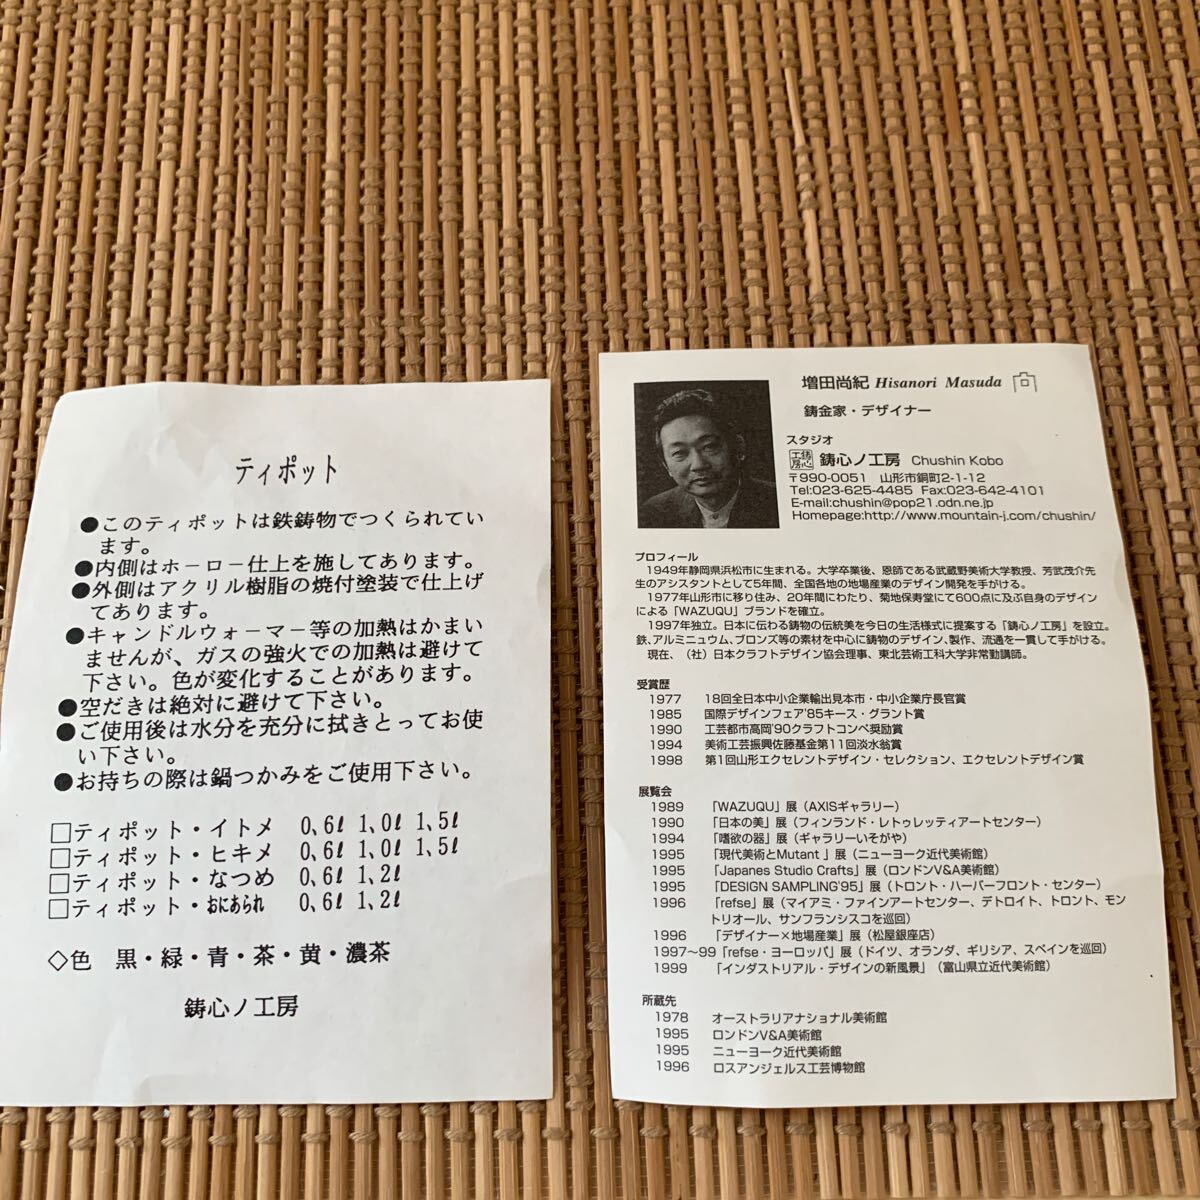 ティポット
●このティポットは鉄鋳物でつくられてい
ます。
●内側はホーロー仕上を施してあります。
●外側はアクリル樹脂の焼付塗装で仕上げ
てあります。
●キャンドルウォーマー等の加熱はかまい
ませんが、ガスの強火での加熱は避けて
下さい。色が変化することがあります。
●空だきは絶対に避けて下さい。
●ご使用後は水分を充分に拭きとってお使
い下さい。
●お持ちの際は鍋つかみをご使用下さい。
□ティポット・イトメ 0,6ℓ 1,0ℓ 1,5ℓ
□ティポット・ヒキメ 0,6ℓ 1,0ℓ 1,5ℓ
□ティポット・なつめ 0,6ℓ 1,2ℓ
□ティポット・おにあられ 0,6ℓ 1,2ℓ
◇色 黒・緑・青・茶・黄・濃茶
鋳心ノ工房
増田尚紀 Hisanori Masuda
鋳金家・デザイナー
スタジオ
鋳心ノ工房 Chushin Kobo
〒990-0051 山形市銅町2-1-12
Tel:023-625-4485 Fax:023-642-4101
E-mail:chushin@pop21.odn.ne.jp
Homepage:http://www.mountain-j.com/chushin/
プロフィール
1949年静岡県浜松市に生まれる。大学卒業後、恩師である武蔵野美術大学教授、芳武茂介先
生のアシスタントとして5年間、全国各地の地場産業のデザイン開発を手がける。
1977年山形市に移り住み、20年間にわたり、菊地保寿堂にて600点に及ぶ自身のデザイン
による「WAZUQU」ブランドを確立。
1997年独立。日本に伝わる鋳物の伝統美を今日の生活様式に提案する「鋳心ノ工房」を設立。
鉄、アルミニュウム、ブロンズ等の素材を中心に鋳物のデザイン、製作、流通を一貫して手がける。
現在、（社）日本クラフトデザイン協会理事、東北芸術工科大学非常勤講師。
受賞歴
1977 18回全日本中小企業輸出見本市・中小企業庁長官賞
1985 国際デザインフェア'85キース・グラント賞
1990 工芸都市高岡'90クラフトコンペ奨励賞
1994 美術工芸振興佐藤基金第11回淡水翁賞
1998 第1回山形エクセレントデザイン・セレクション、エクセレントデザイン賞
展覧会
1989 「WAZUQU」展（AXISギャラリー）
1990 「日本の美」展（フィンランド・レトゥレッティアートセンター）
1994 「嗜欲の器」展（ギャラリーいそがや）
1995 「現代美術とMutant 」展（ニューヨーク近代美術館）
1995 「Japanes Studio Crafts」展（ロンドンV&A美術館）
1995 「DESIGN SAMPLING'95」展（トロント・ハーバーフロント・センター）
1996 「refse」展（マイアミ・ファインアートセンター、デトロイト、トロント、モン
トリオール、サンフランシスコを巡回）
1996 「デザイナー×地場産業」展（松屋銀座店）
1997〜99「refse・ヨーロッパ」展（ドイツ、オランダ、ギリシア、スペインを巡回）
1999 「インダストリアル・デザインの新風景」（富山県立近代美術館）
所蔵先
1978 オーストラリアナショナル美術館
1995 ロンドンV&A美術館
1995 ニューヨーク近代美術館
1996 ロスアンジェルス工芸博物館